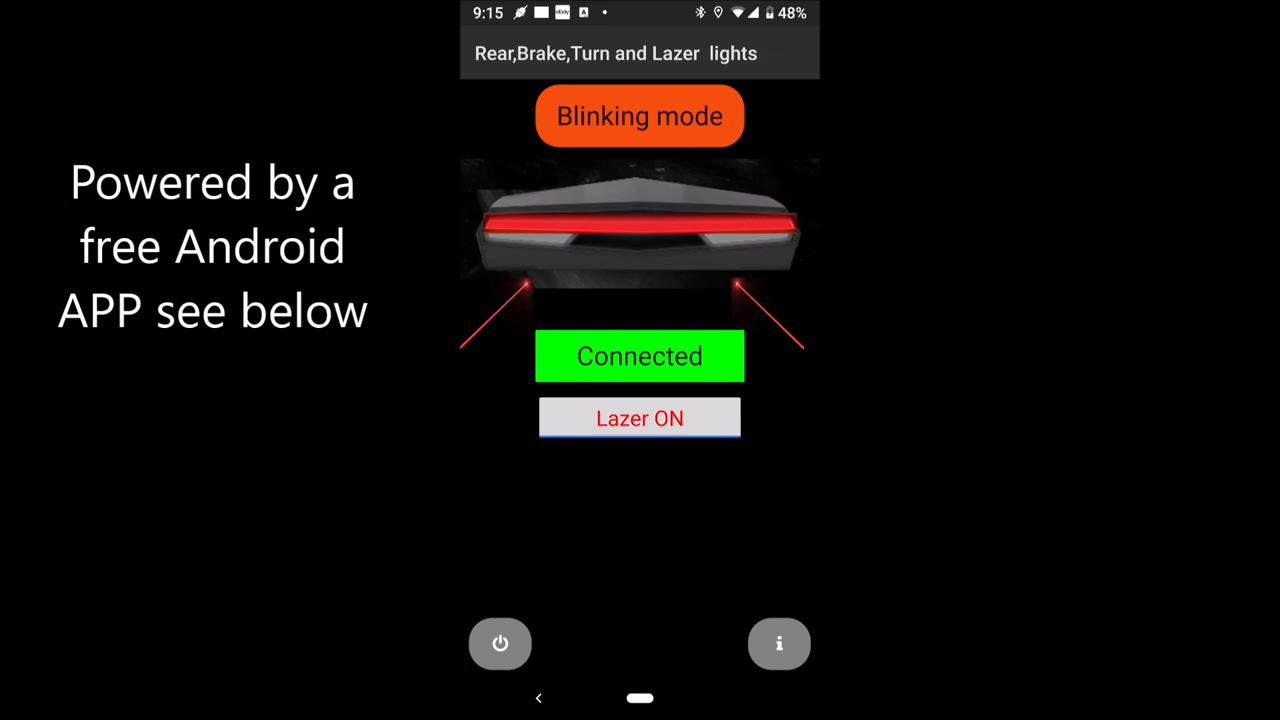 9:15
ebay
A
48%
Rear,Brake,Turn and Lazer lights
Blinking mode
Powered by a
free Android
APP see below
Connected
Lazer ON
i